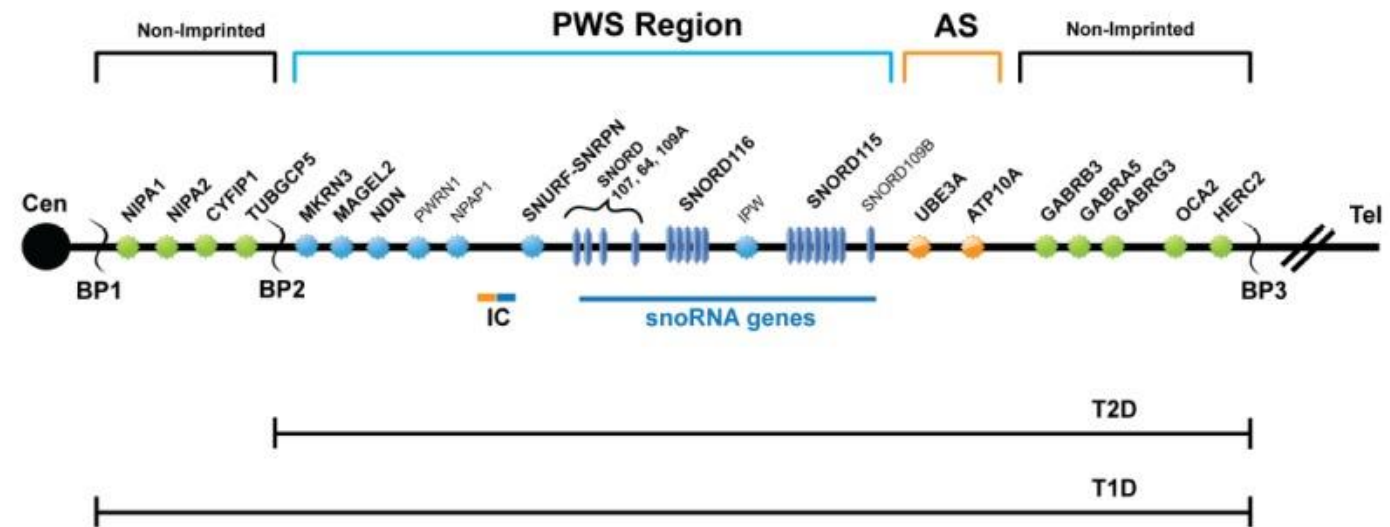 Non-Imprinted
PWS Region
AS
Non-Imprinted
Cen
NIPA1
NIPA2
CYFIP1
TUBGCP5
MKRN3
MAGEL2
NDN
PWRN1
NPAP1
SNURF-SNRPN
SNORD
107, 64, 109A
SNORD116
IPW
SNORD115
SNORD109B
UBE3A
ATP10A
GABRB3
GABRA5
GABRG3
OCA2
HERC2
Tel
BP1
BP2
BP3
IC
snoRNA genes
T2D
T1D